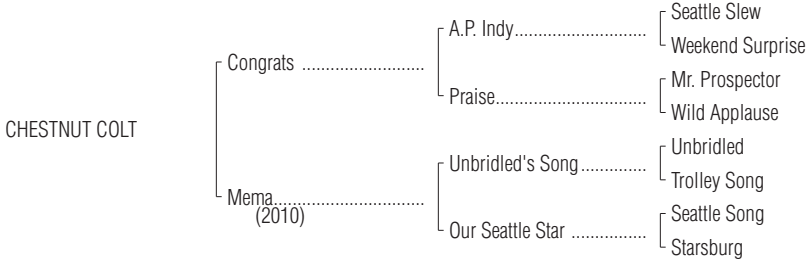 Seattle Slew
A.P. Indy..............................
Weekend Surprise
Congrats ...........................
Mr. Prospector
Praise..................................
Wild Applause
CHESTNUT COLT
Unbridled
Unbridled's Song...............
Trolley Song
Mema..................................
(2010)
Seattle Song
Our Seattle Star .................
Starsburg